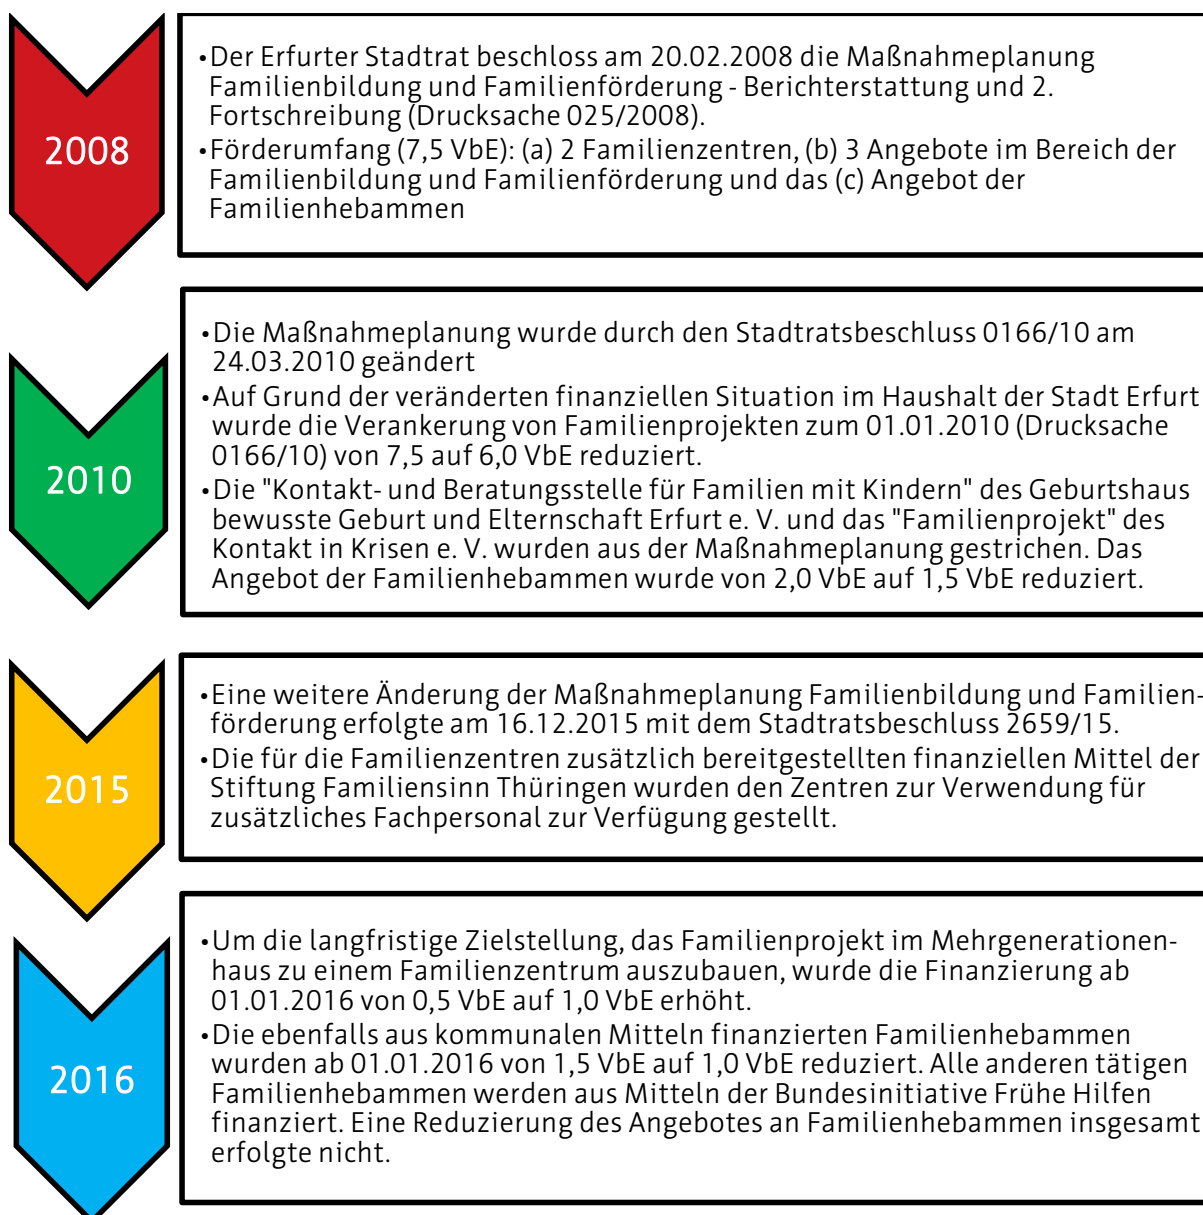 2008
•Der Erfurter Stadtrat beschloss am 20.02.2008 die Maßnahmeplanung
Familienbildung und Familienförderung - Berichterstattung und 2.
Fortschreibung (Drucksache 025/2008).
•Förderumfang (7,5 VbE): (a) 2 Familienzentren, (b) 3 Angebote im Bereich der
Familienbildung und Familienförderung und das (c) Angebot der
Familienhebammen
2010
•Die Maßnahmeplanung wurde durch den Stadtratsbeschluss 0166/10 am
24.03.2010 geändert
•Auf Grund der veränderten finanziellen Situation im Haushalt der Stadt Erfurt
wurde die Verankerung von Familienprojekten zum 01.01.2010 (Drucksache
0166/10) von 7,5 auf 6,0 VbE reduziert.
•Die "Kontakt- und Beratungsstelle für Familien mit Kindern" des Geburtshaus
bewusste Geburt und Elternschaft Erfurt e. V. und das "Familienprojekt" des
Kontakt in Krisen e. V. wurden aus der Maßnahmeplanung gestrichen. Das
Angebot der Familienhebammen wurde von 2,0 VbE auf 1,5 VbE reduziert.
2015
•Eine weitere Änderung der Maßnahmeplanung Familienbildung und Familien-
förderung erfolgte am 16.12.2015 mit dem Stadtratsbeschluss 2659/15.
•Die für die Familienzentren zusätzlich bereitgestellten finanziellen Mittel der
Stiftung Familiensinn Thüringen wurden den Zentren zur Verwendung für
zusätzliches Fachpersonal zur Verfügung gestellt.
2016
•Um die langfristige Zielstellung, das Familienprojekt im Mehrgenerationen-
haus zu einem Familienzentrum auszubauen, wurde die Finanzierung ab
01.01.2016 von 0,5 VbE auf 1,0 VbE erhöht.
•Die ebenfalls aus kommunalen Mitteln finanzierten Familienhebammen
wurden ab 01.01.2016 von 1,5 VbE auf 1,0 VbE reduziert. Alle anderen tätigen
Familienhebammen werden aus Mitteln der Bundesinitiative Frühe Hilfen
finanziert. Eine Reduzierung des Angebotes an Familienhebammen insgesamt
erfolgte nicht.